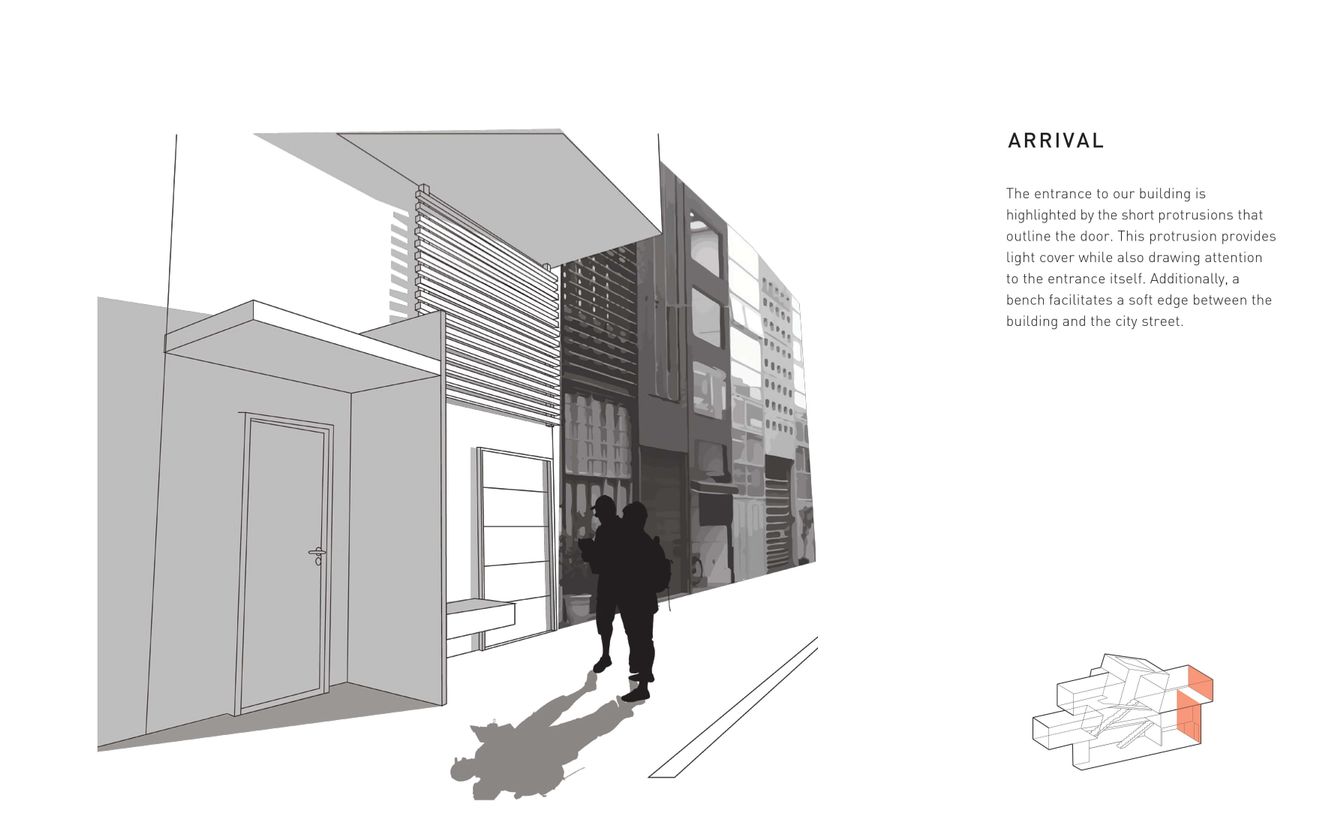 ARRIVAL
The entrance to our building is
highlighted by the short protrusions that
outline the door. This protrusion provides
light cover while also drawing attention
to the entrance itself. Additionally, a
bench facilitates a soft edge between the
building and the city street.